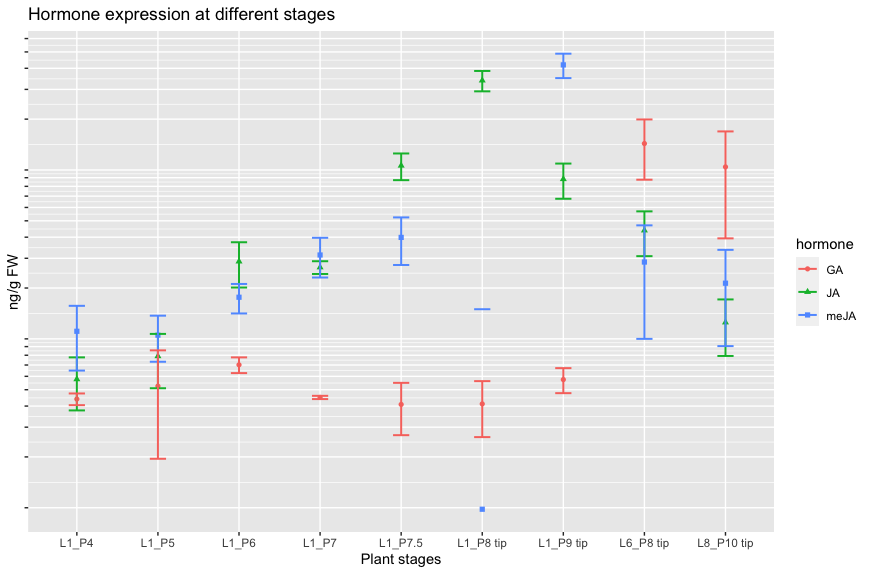 Hormone expression at different stages
ng/g FW
L1_P4 L1_P5 L1_P6 L1_P7 L1_P7.5 L1_P8 tip L1_P9 tip L6_P8 tip L8_P10 tip
Plant stages
hormone
GA
JA
meJA